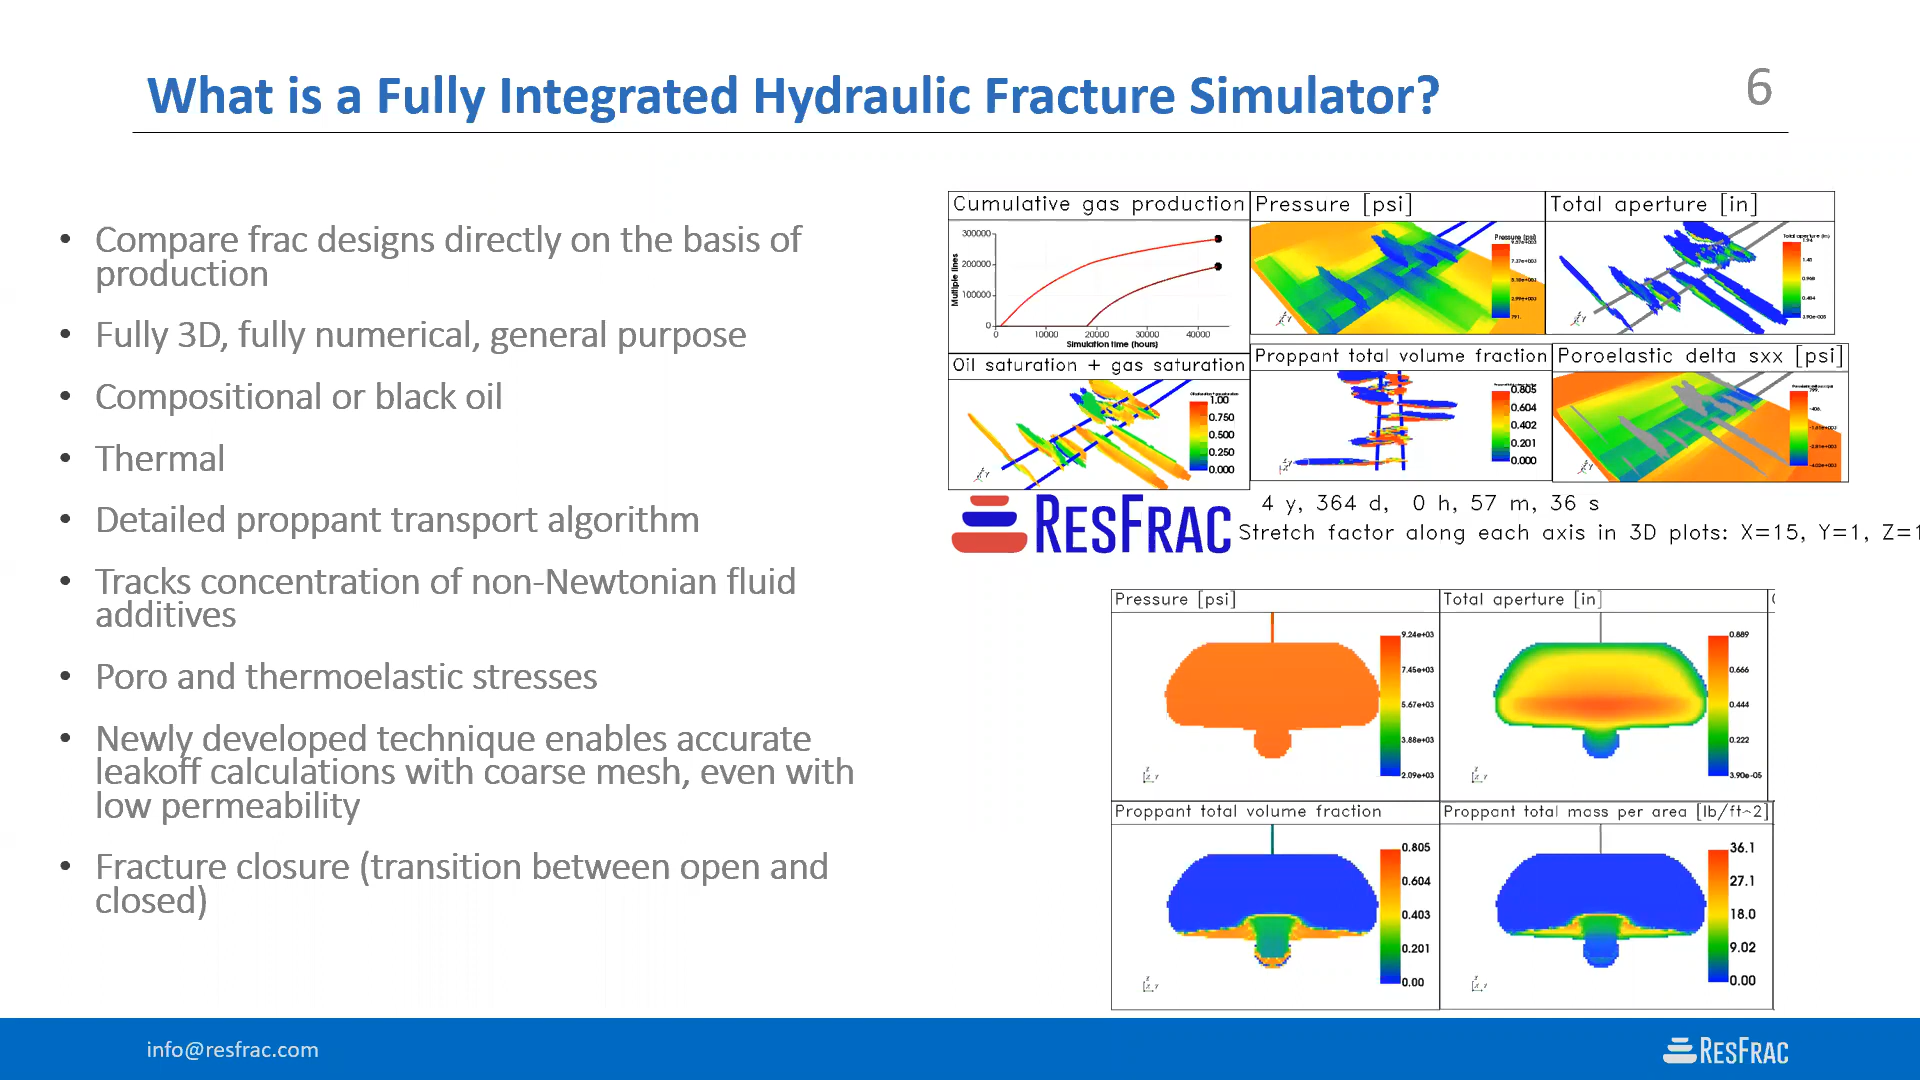 What is a Fully Integrated Hydraulic Fracture Simulator?
6
• Compare frac designs directly on the basis of
production
• Fully 3D, fully numerical, general purpose
• Compositional or black oil
• Thermal
• Detailed proppant transport algorithm
• Tracks concentration of non-Newtonian fluid
additives
• Poro and thermoelastic stresses
• Newly developed technique enables accurate
leakoff calculations with coarse mesh, even with
low permeability
• Fracture closure (transition between open and
closed)
Cumulative gas production
Multiple lines
300000
200000
100000
0
0 10000 20000 30000 40000
Simulation time (hours)
Pressure [psi]
Pressure (psi)
Total aperture [in]
Total aperture (in)
Oil saturation + gas saturation
1.00
0.750
0.500
0.250
0.000
Proppant total volume fraction
0.805
0.604
0.402
0.201
0.000
Poroelastic delta sxx [psi]
RESFRAC
4 y, 364 d, 0 h, 57 m, 36 s
Stretch factor along each axis in 3D plots: X=15, Y=1, Z=1
Pressure [psi]
9.24e+03
7.45e+03
5.67e+03
3.88e+03
2.09e+03
Total aperture [in]
0.889
0.666
0.444
0.222
3.90e-05
Proppant total volume fraction
0.805
0.604
0.403
0.201
0.00
Proppant total mass per area [lb/ft^2]
36.1
27.1
18.0
9.02
0.00
info@resfrac.com
RESFRAC